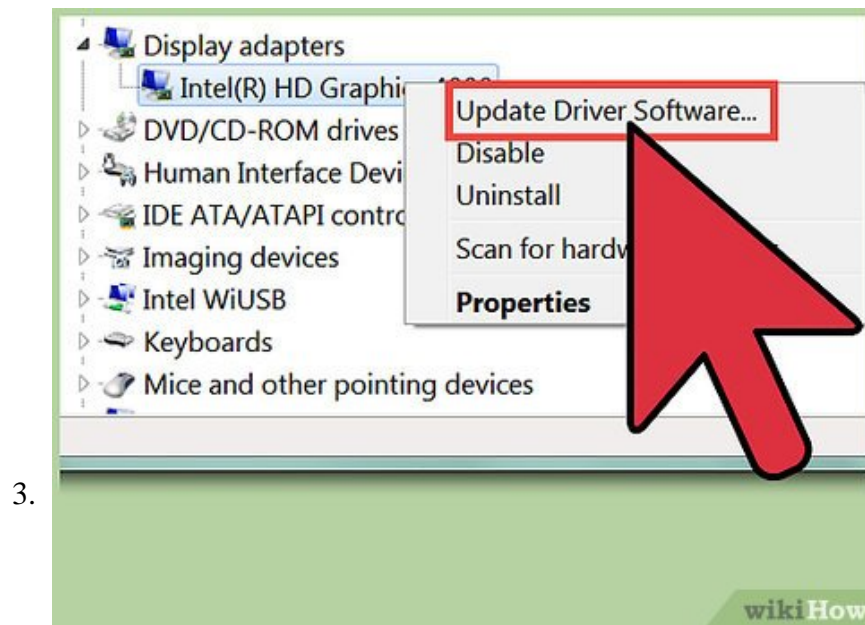 Display adapters
Intel(R) HD Graphi
Update Driver Software...
DVD/CD-ROM drives
Disable
Human Interface Devi
Uninstall
IDE ATA/ATAPI contro
Scan for hardw
Imaging devices
Intel WiUSB
Properties
Keyboards
Mice and other pointing devices
3.
wikiHow